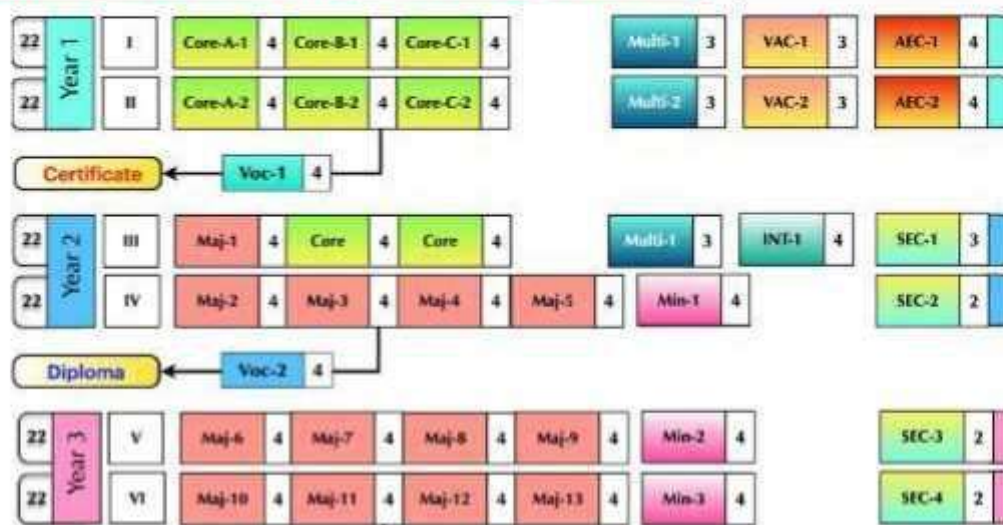 22 Year 1 I Core-A-1 4 Core-B-1 4 Core-C-1 4 Multi-1 3 VAC-1 3 AEC-1 4
22 II Core-A-2 4 Core-B-2 4 Core-C-2 4 Multi-2 3 VAC-2 3 AEC-2 4
Certificate Voc-1 4
22 Year 2 III Maj-1 4 Core 4 Core 4 Multi-1 3 INT-1 4 SEC-1 3
22 IV Maj-2 4 Maj-3 4 Maj-4 4 Maj-5 4 Min-1 4 SEC-2 2
Diploma Voc-2 4
22 Year 3 V Maj-6 4 Maj-7 4 Maj-8 4 Maj-9 4 Min-2 4 SEC-3 2
22 VI Maj-10 4 Maj-11 4 Maj-12 4 Maj-13 4 Min-3 4 SEC-4 2